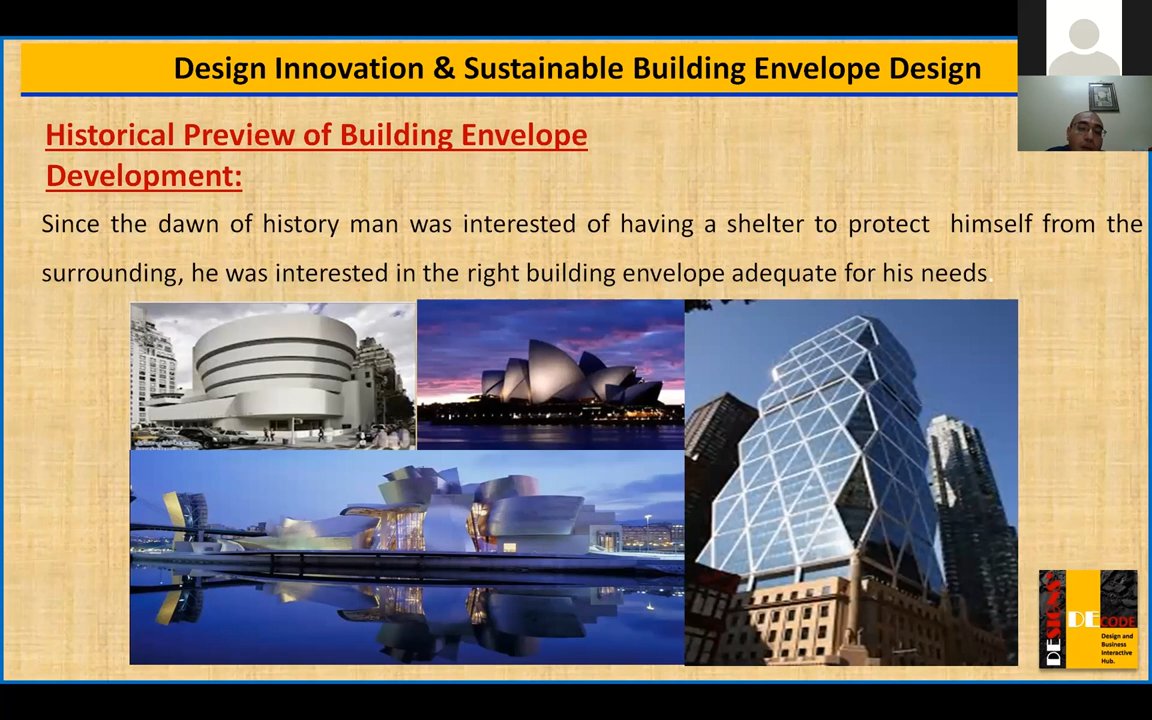 Design Innovation & Sustainable Building Envelope Design
Historical Preview of Building Envelope
Development:
Since the dawn of history man was interested of having a shelter to protect himself from the
surrounding, he was interested in the right building envelope adequate for his needs.
DESIGNS
DECODE
Design and
Business
Interactive
Hub.